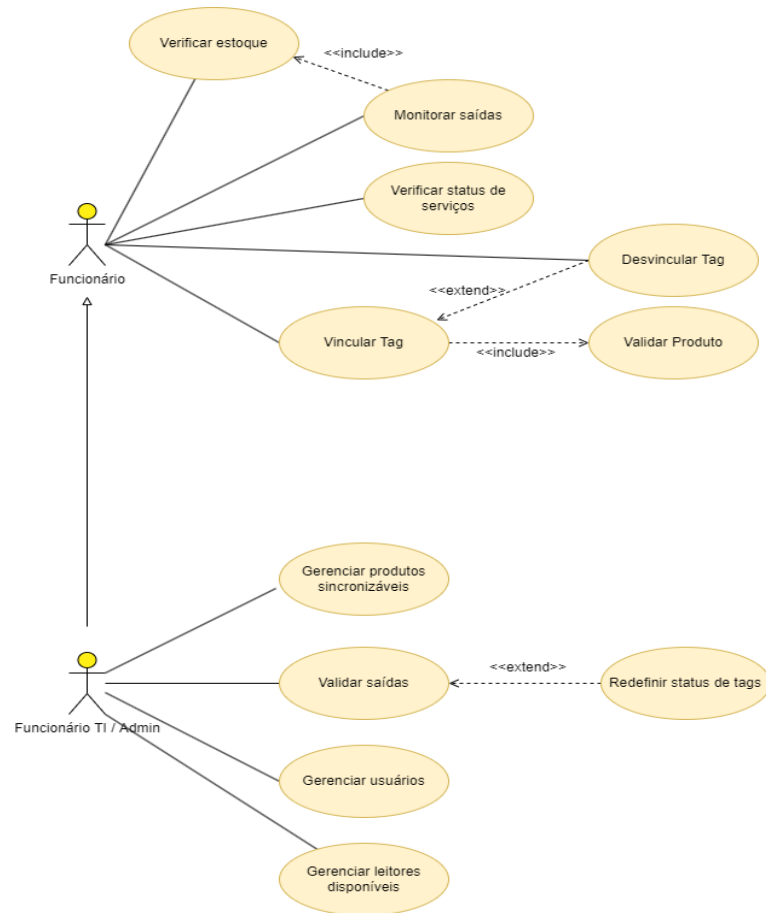 Verificar estoque
<<include>>
Monitorar saídas
Verificar status de
serviços
Funcionário
Desvincular Tag
<<extend>>
Vincular Tag
<<include>>
Validar Produto
Gerenciar produtos
sincronizáveis
Funcionário TI / Admin
Validar saídas
<<extend>>
Redefinir status de tags
Gerenciar usuários
Gerenciar leitores
disponíveis